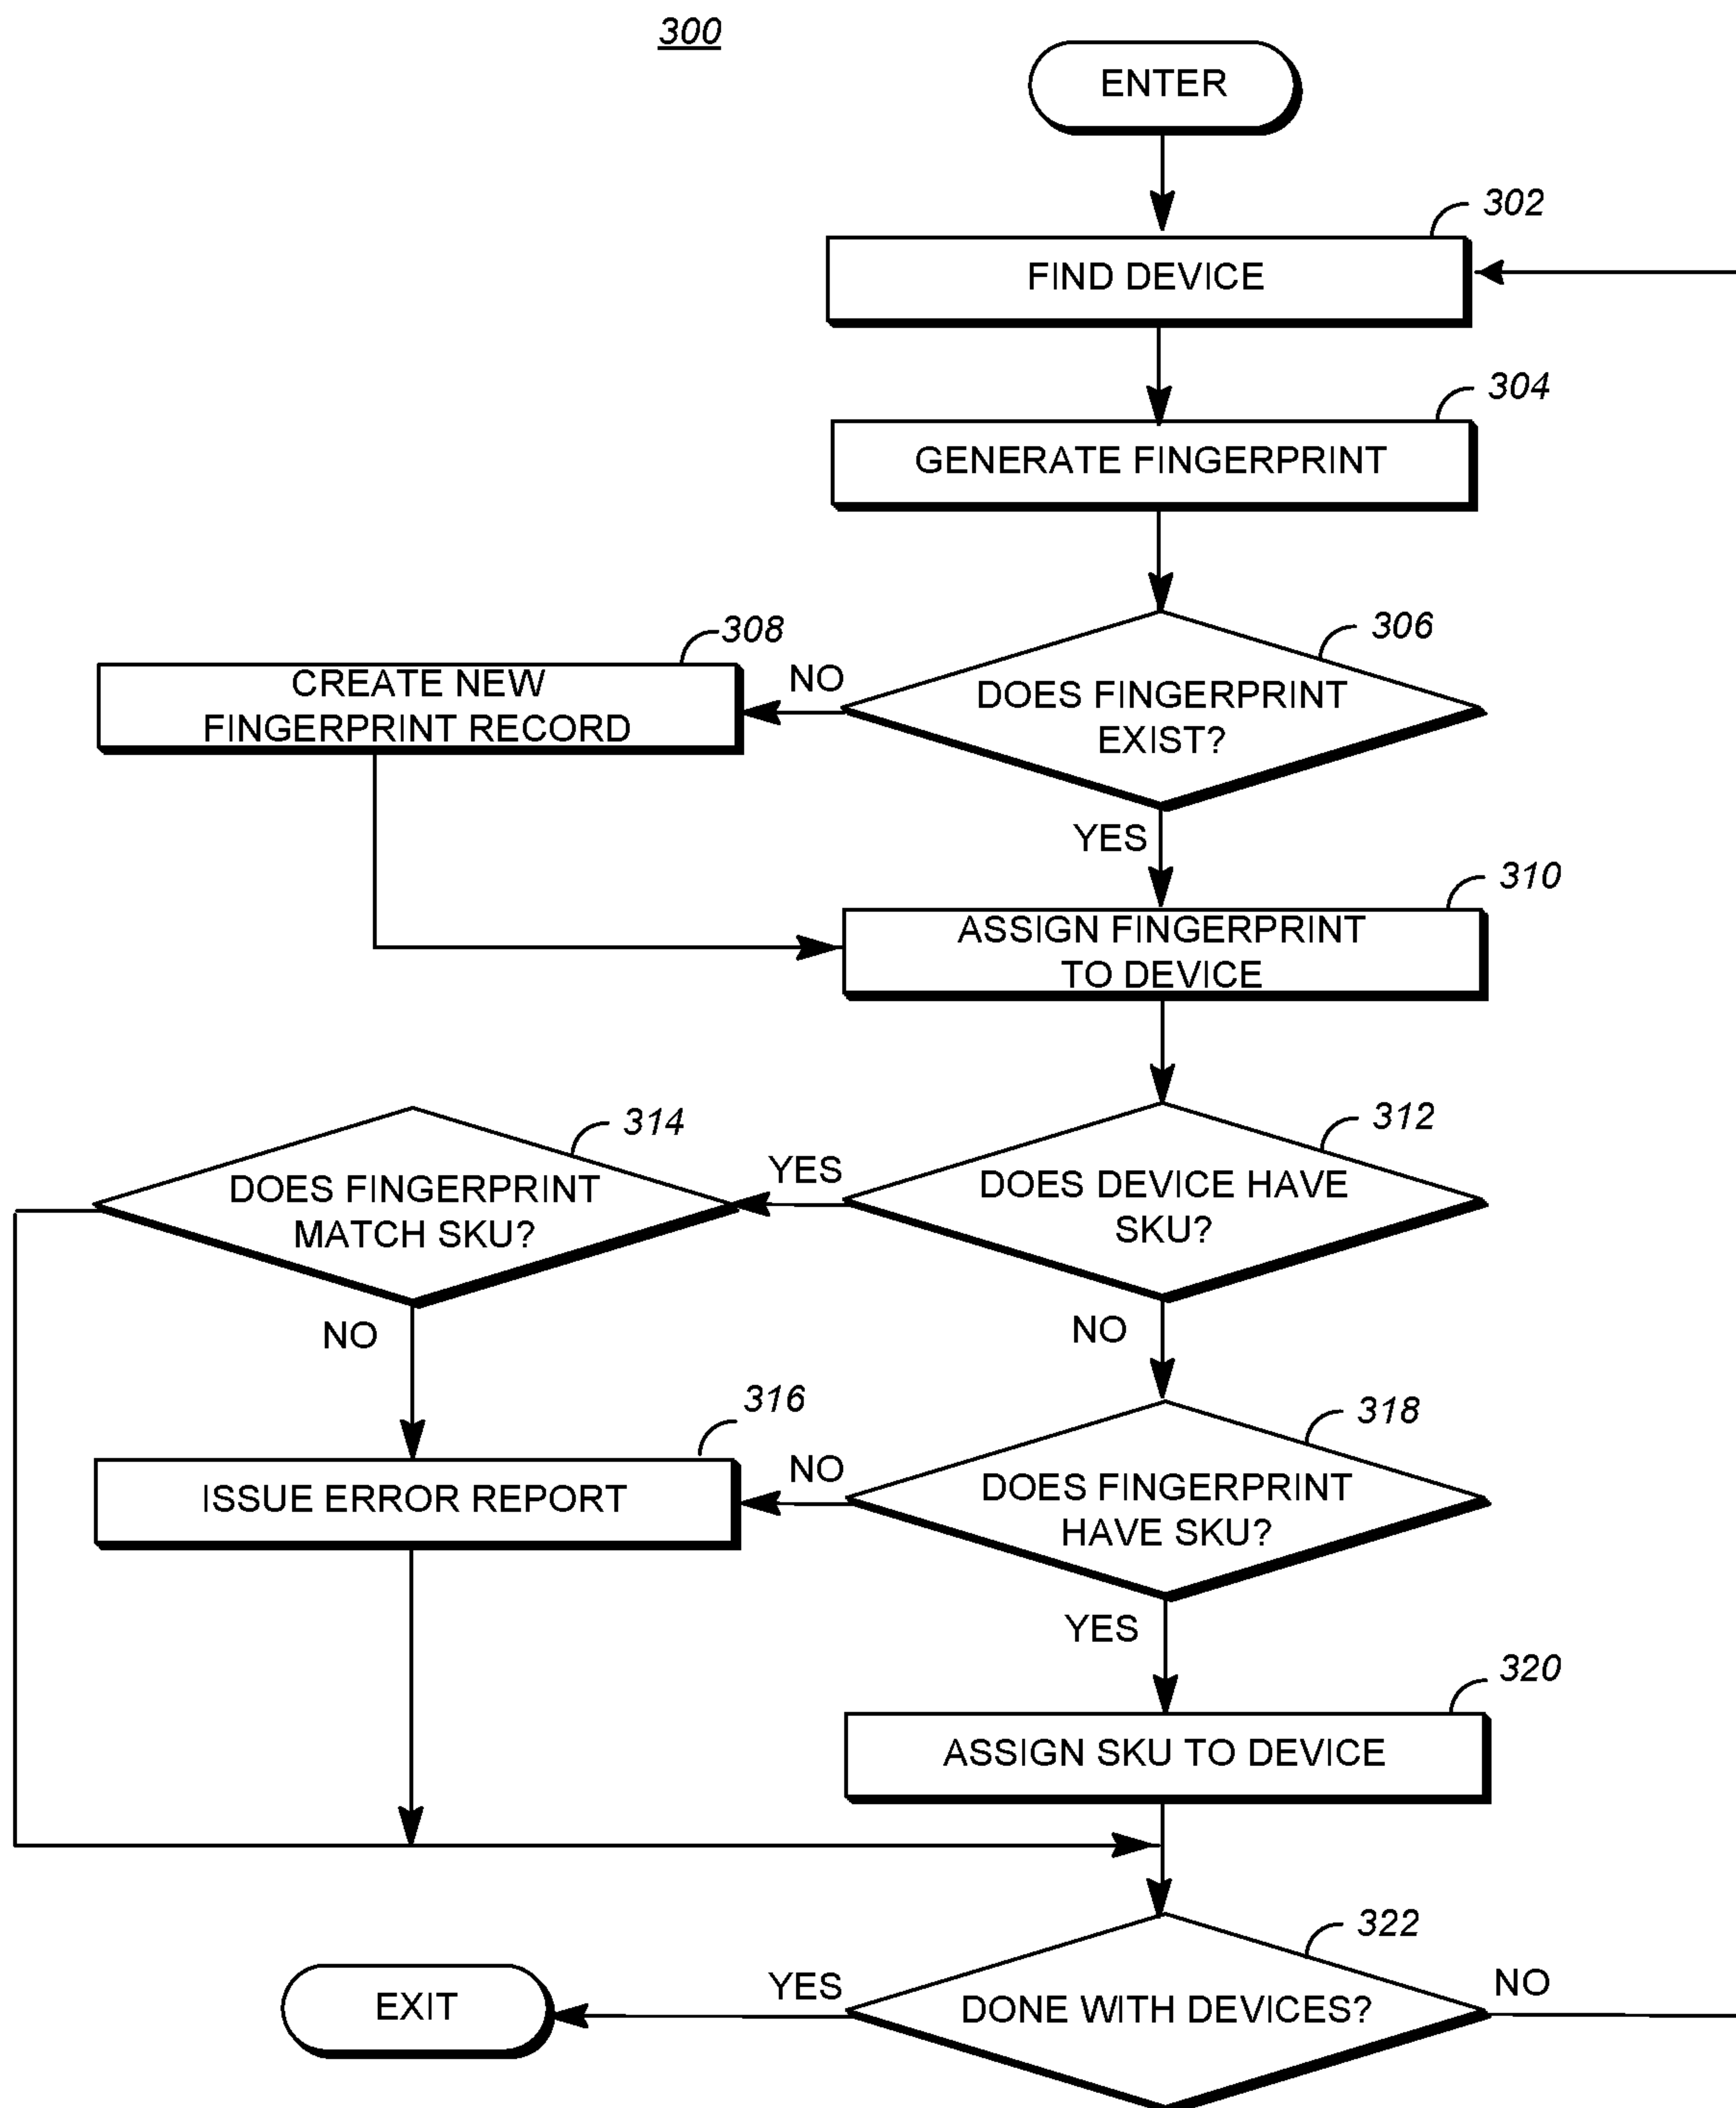 300
ENTER
302
FIND DEVICE
304
GENERATE FINGERPRINT
306
DOES FINGERPRINT
EXIST?
NO
308
CREATE NEW
FINGERPRINT RECORD
YES
310
ASSIGN FINGERPRINT
TO DEVICE
312
DOES DEVICE HAVE
SKU?
YES
314
DOES FINGERPRINT
MATCH SKU?
NO
NO
316
ISSUE ERROR REPORT
318
DOES FINGERPRINT
HAVE SKU?
NO
YES
320
ASSIGN SKU TO DEVICE
322
DONE WITH DEVICES?
YES
NO
EXIT